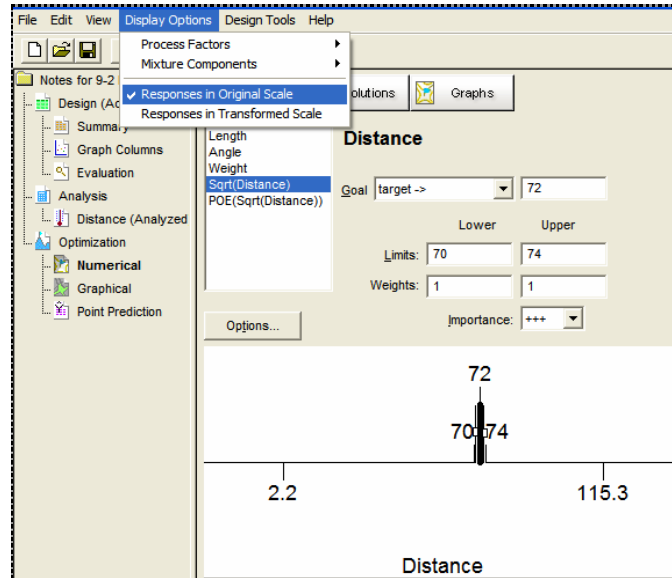 File Edit View Display Options Design Tools Help
Process Factors
Mixture Components
Responses in Original Scale
Responses in Transformed Scale
Notes for 9-2
Design (Ac
Summary
Graph Columns
Evaluation
Analysis
Distance (Analyzed
Optimization
Numerical
Graphical
Point Prediction
olutions Graphs
Length
Angle
Weight
Sqrt(Distance)
POE(Sqrt(Distance))
Options...
Distance
Goal target -> 72
Lower Upper
Limits: 70 74
Weights: 1 1
Importance: +++
72
70 74
2.2 115.3
Distance